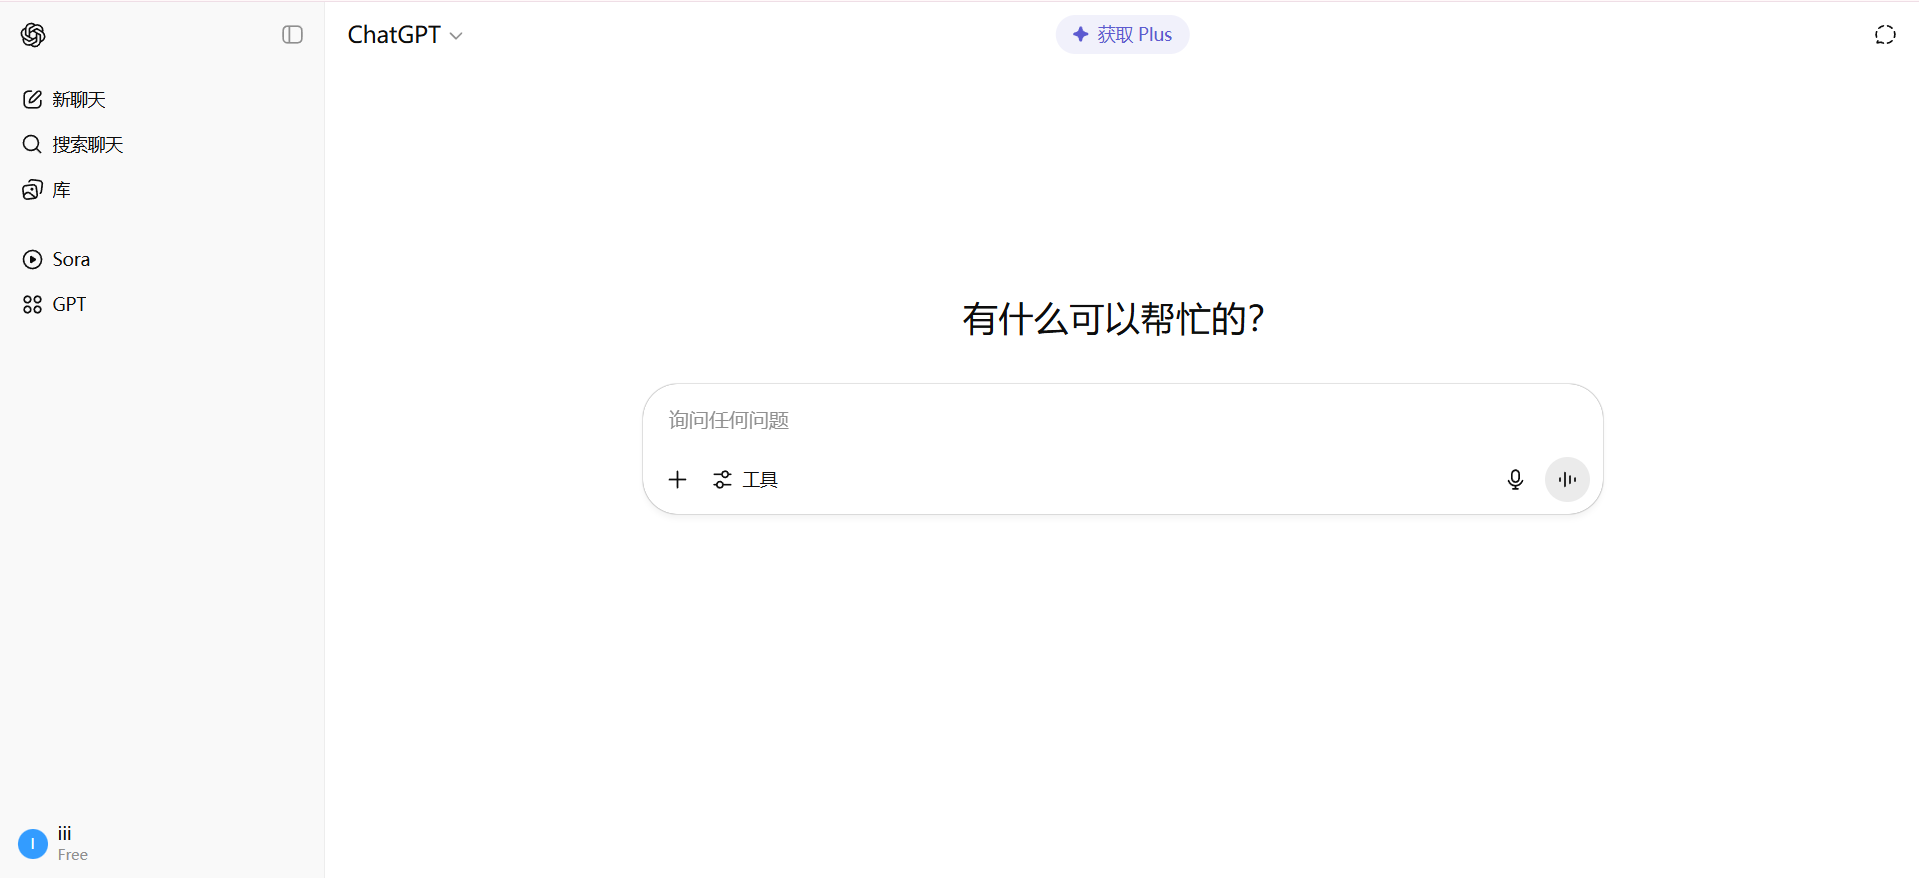 ChatGPT
获取 Plus
新聊天
搜索聊天
库
Sora
GPT
有什么可以帮忙的？
询问任何问题
工具
I
iii
Free